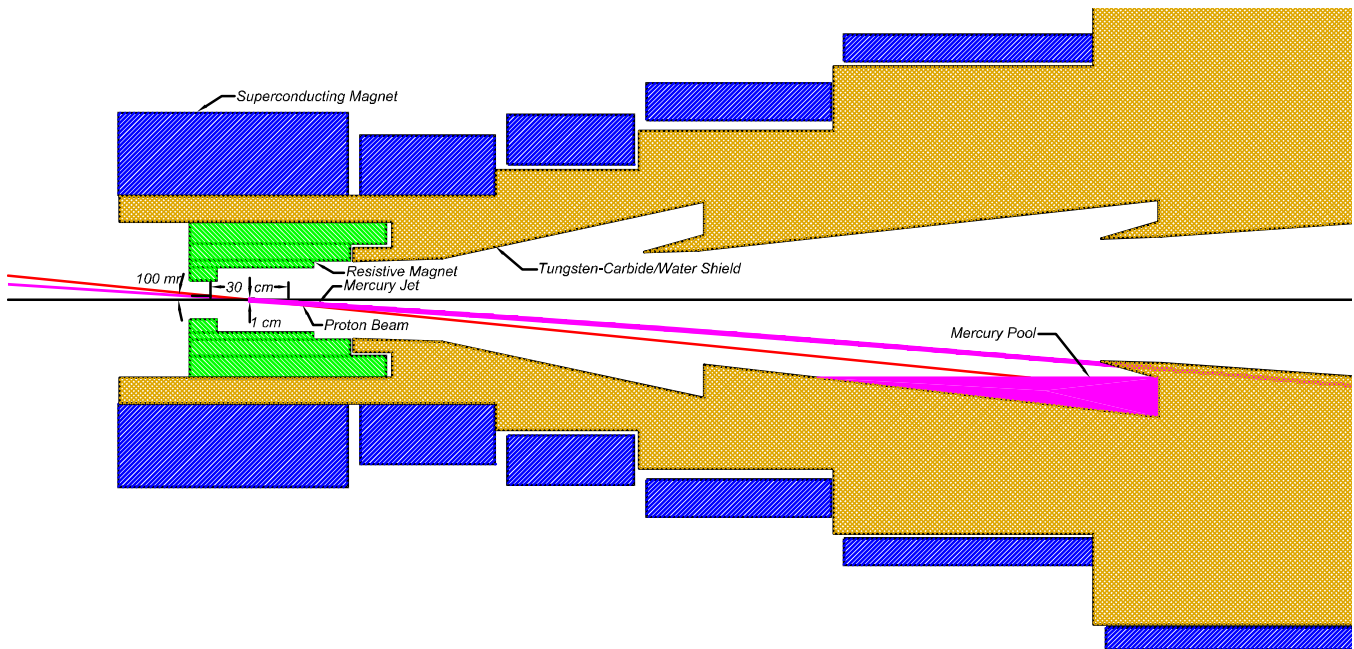 Superconducting Magnet
Tungsten-Carbide/Water Shield
Resistive Magnet
100 mr
30 cm
Mercury Jet
1 cm
Proton Beam
Mercury Pool